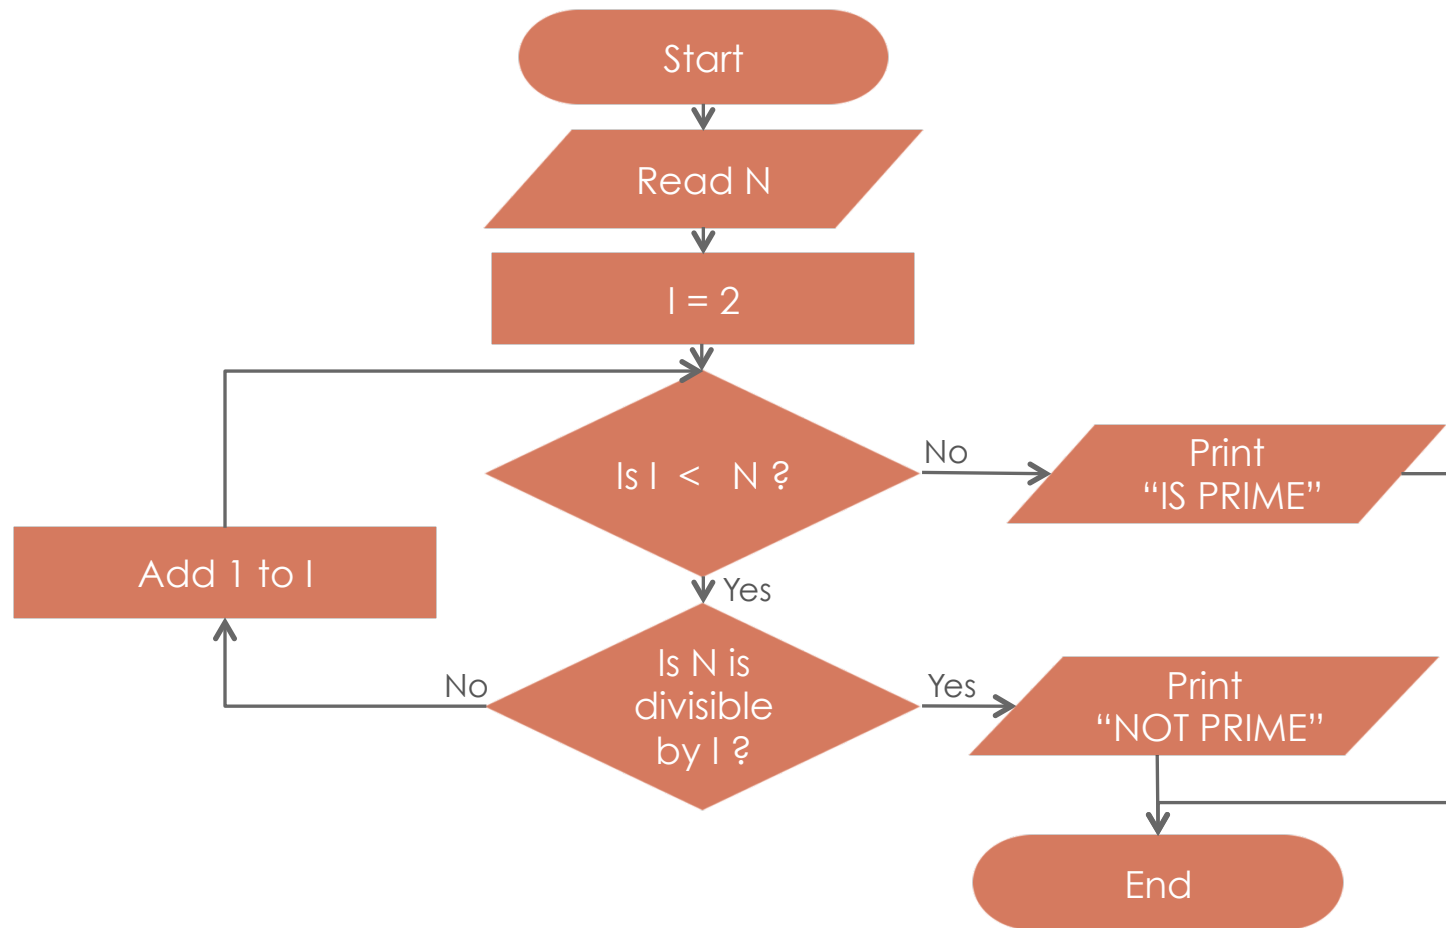 Start
Read N
I = 2
Is I < N ?
No
Print
“IS PRIME”
Add 1 to I
Yes
Is N is
divisible
by I ?
No
Yes
Print
“NOT PRIME”
End